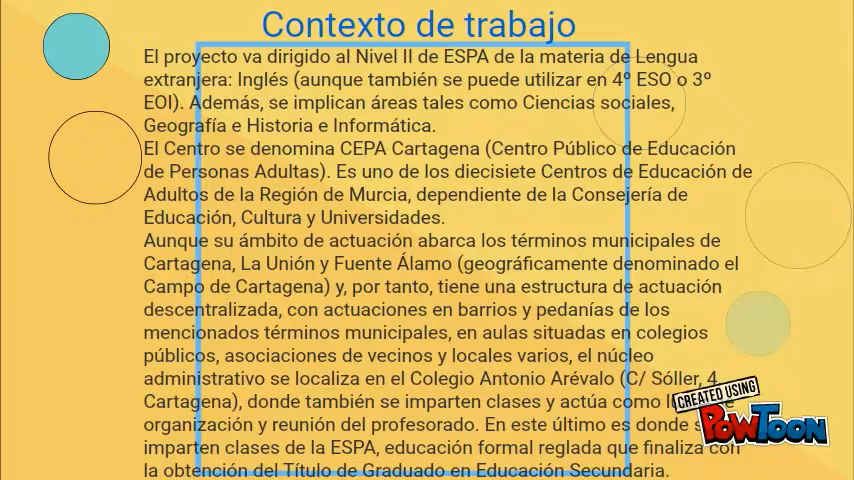 Contexto de trabajo
El proyecto va dirigido al Nivel II de ESPA de la materia de Lengua
extranjera: Inglés (aunque también se puede utilizar en 4º ESO o 3º
EOI). Además, se implican áreas tales como Ciencias sociales,
Geografía e Historia e Informática.
El Centro se denomina CEPA Cartagena (Centro Público de Educación
de Personas Adultas). Es uno de los diecisiete Centros de Educación de
Adultos de la Región de Murcia, dependiente de la Consejería de
Educación, Cultura y Universidades.
Aunque su ámbito de actuación abarca los términos municipales de
Cartagena, La Unión y Fuente Álamo (geográficamente denominado el
Campo de Cartagena) y, por tanto, tiene una estructura de actuación
descentralizada, con actuaciones en barrios y pedanías de los
mencionados términos municipales, en aulas situadas en colegios
públicos, asociaciones de vecinos y locales varios, el núcleo
administrativo se localiza en el Colegio Antonio Arévalo (C/ Sóller, 4
Cartagena), donde también se imparten clases y actúa como
organización y reunión del profesorado. En este último es donde
imparten clases de la ESPA, educación formal reglada que finaliza con
la obtención del Título de Graduado en Educación Secundaria.
CREATED USING
POWTOON